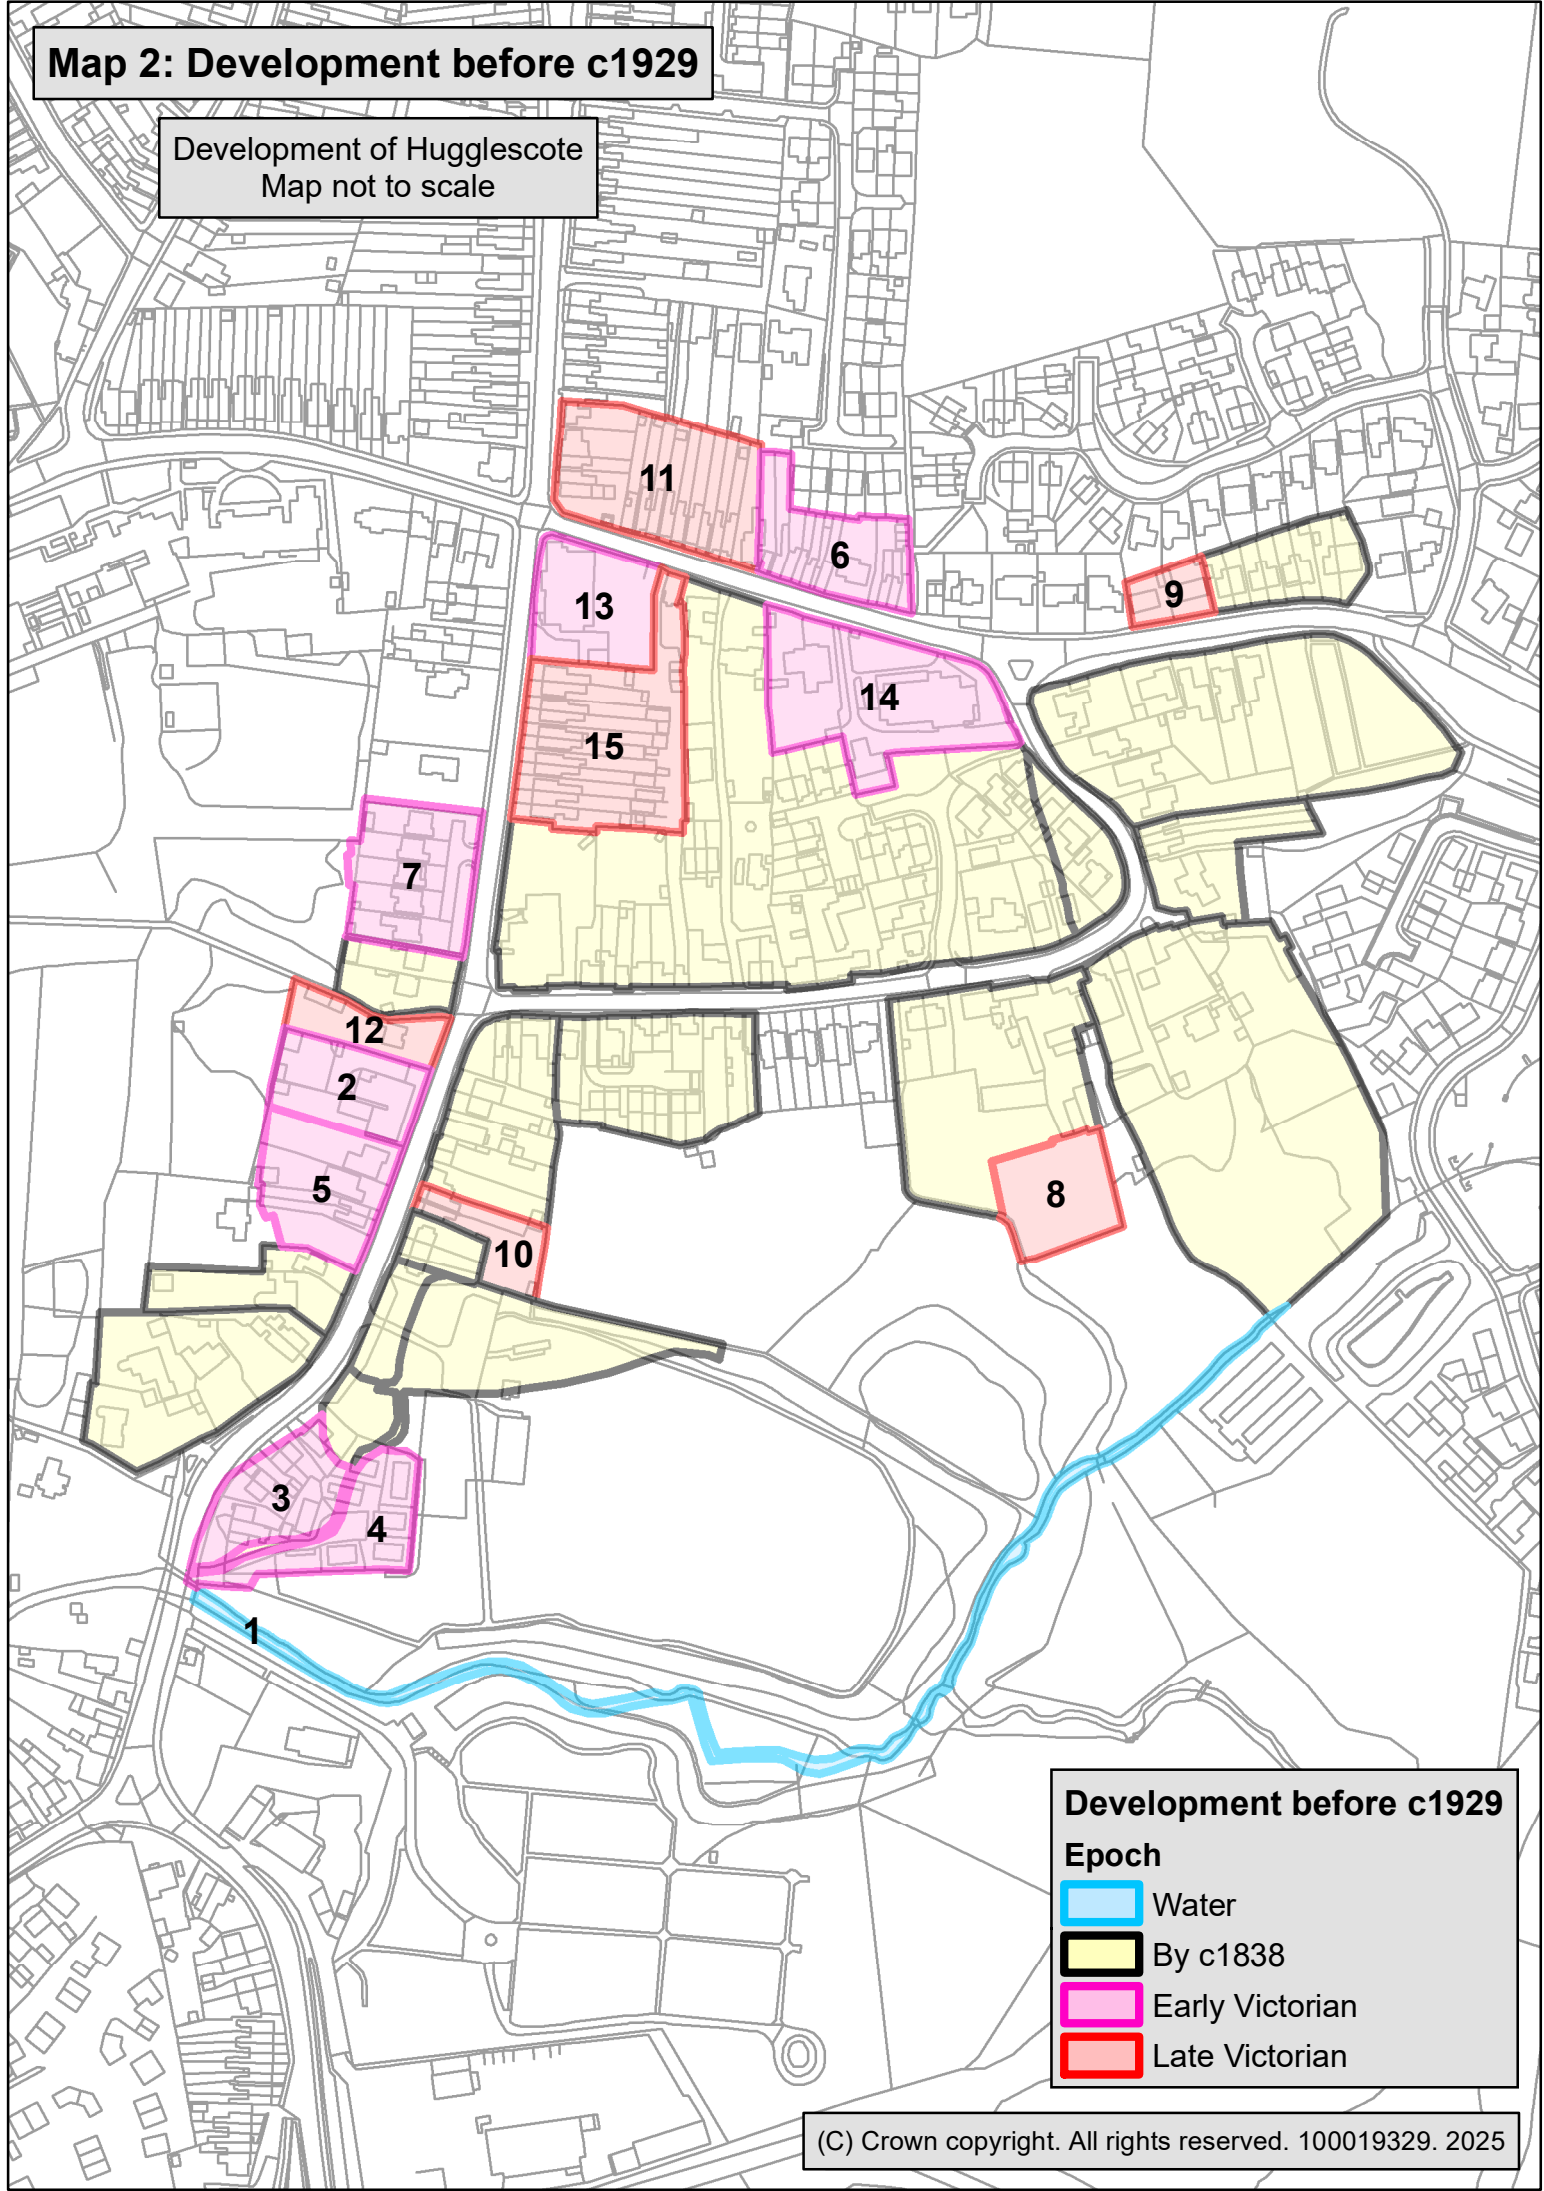 Map 2: Development before c1929
Development of Hugglescote
Map not to scale
11
6
9
13
14
15
7
12
2
5
8
10
3
4
1
Development before c1929
Epoch
Water
By c1838
Early Victorian
Late Victorian
(C) Crown copyright. All rights reserved. 100019329. 2025